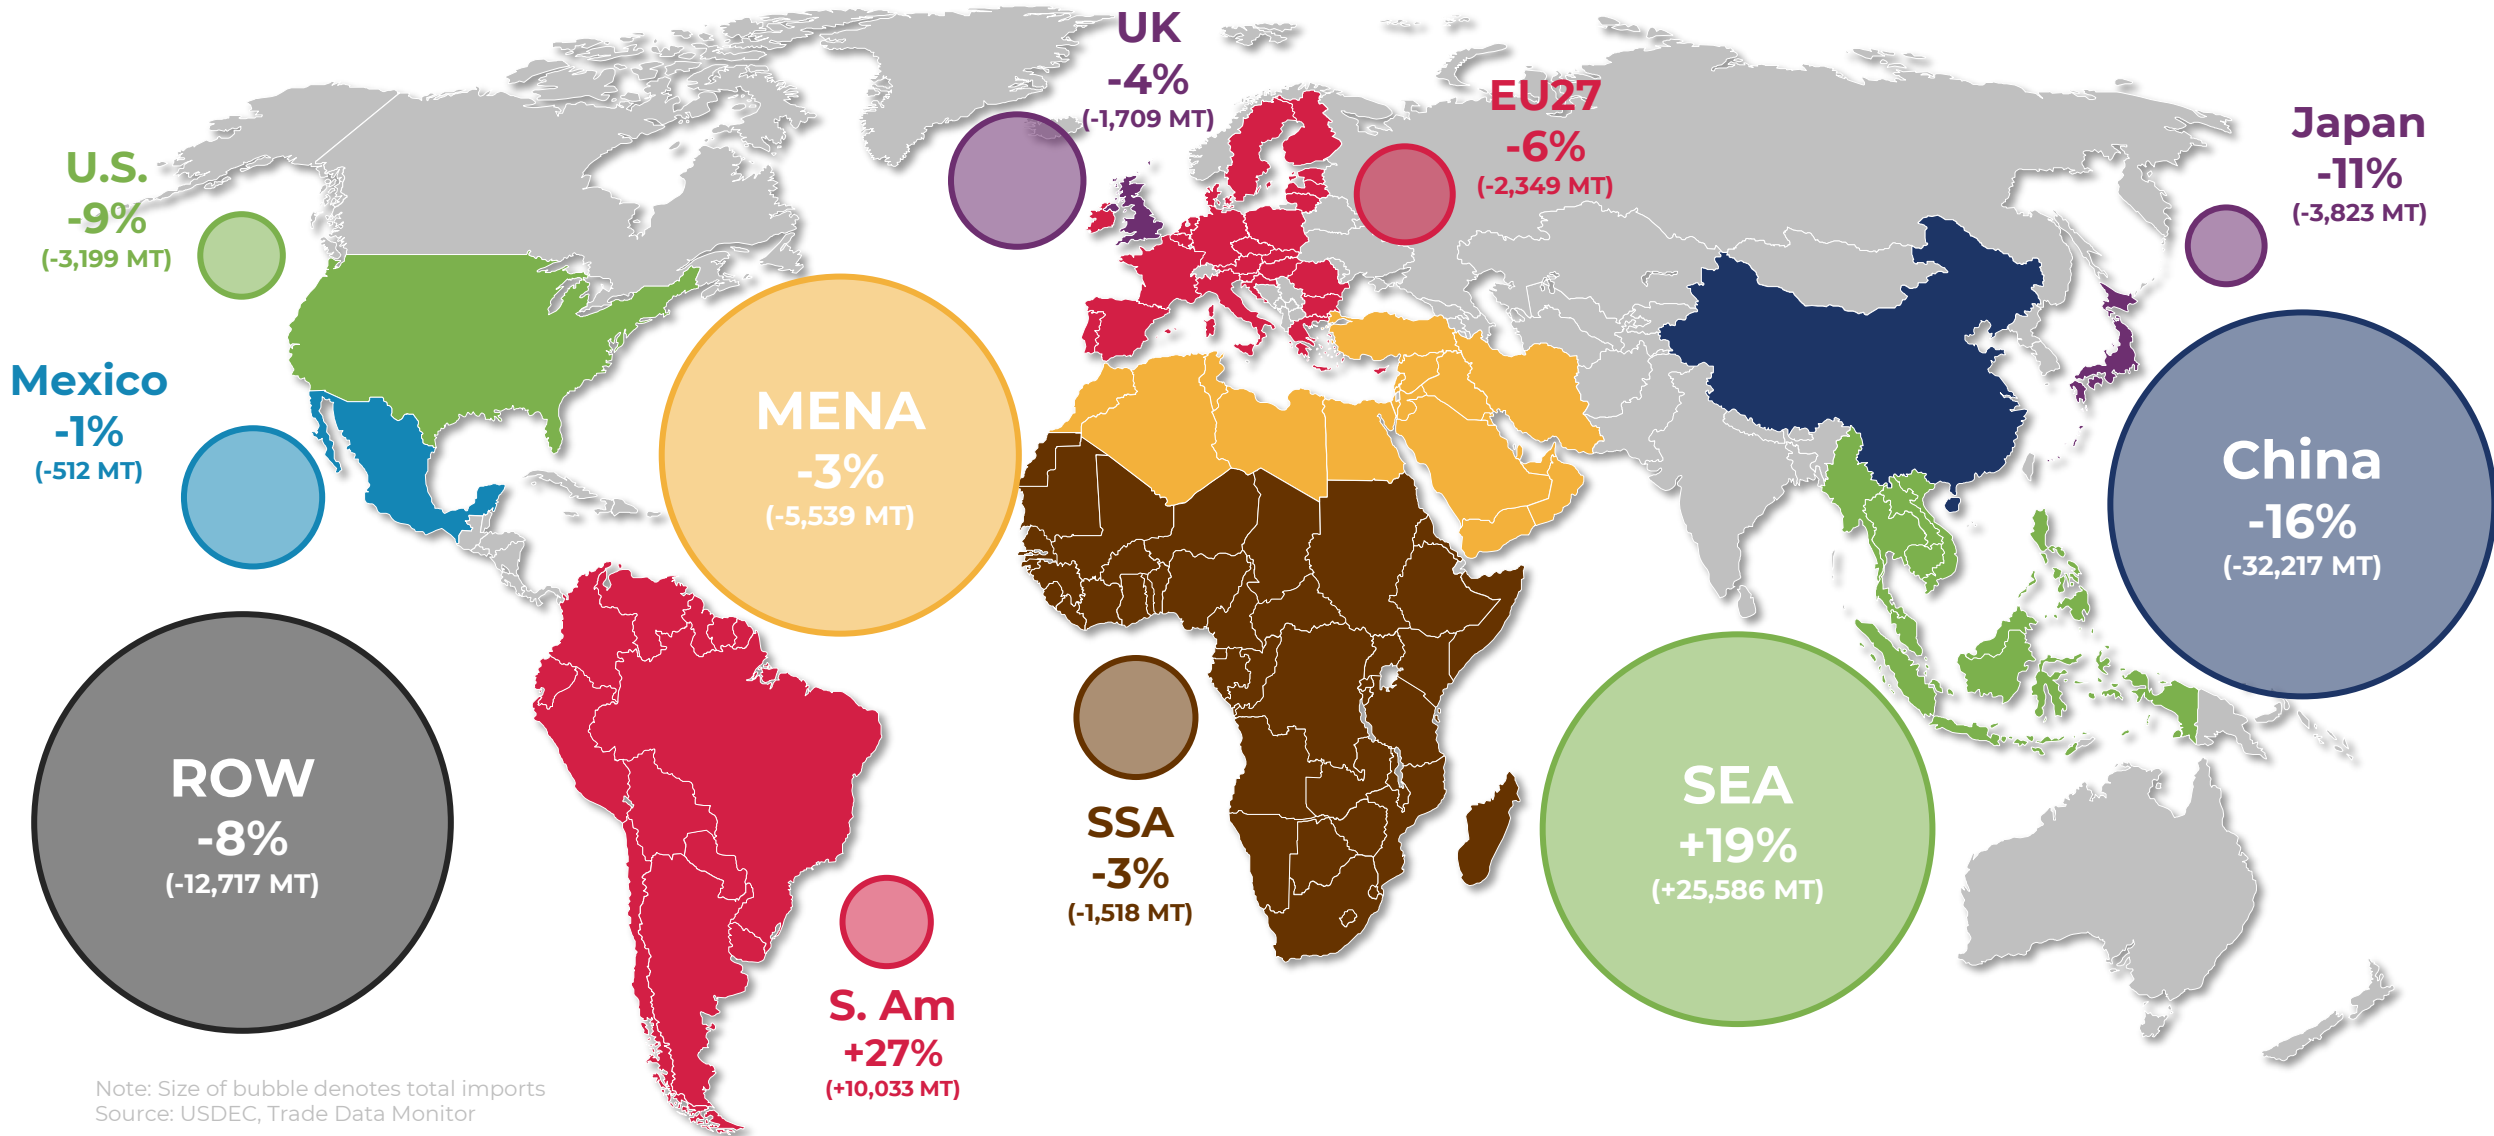 UK
-4%
(-1,709 MT)
EU27
-6%
(-2,349 MT)
Japan
-11%
(-3,823 MT)
U.S.
-9%
(-3,199 MT)
Mexico
-1%
(-512 MT)
MENA
-3%
(-5,539 MT)
China
-16%
(-32,217 MT)
ROW
-8%
(-12,717 MT)
SSA
-3%
(-1,518 MT)
SEA
+19%
(+25,586 MT)
S. Am
+27%
(+10,033 MT)
Note: Size of bubble denotes total imports
Source: USDEC, Trade Data Monitor